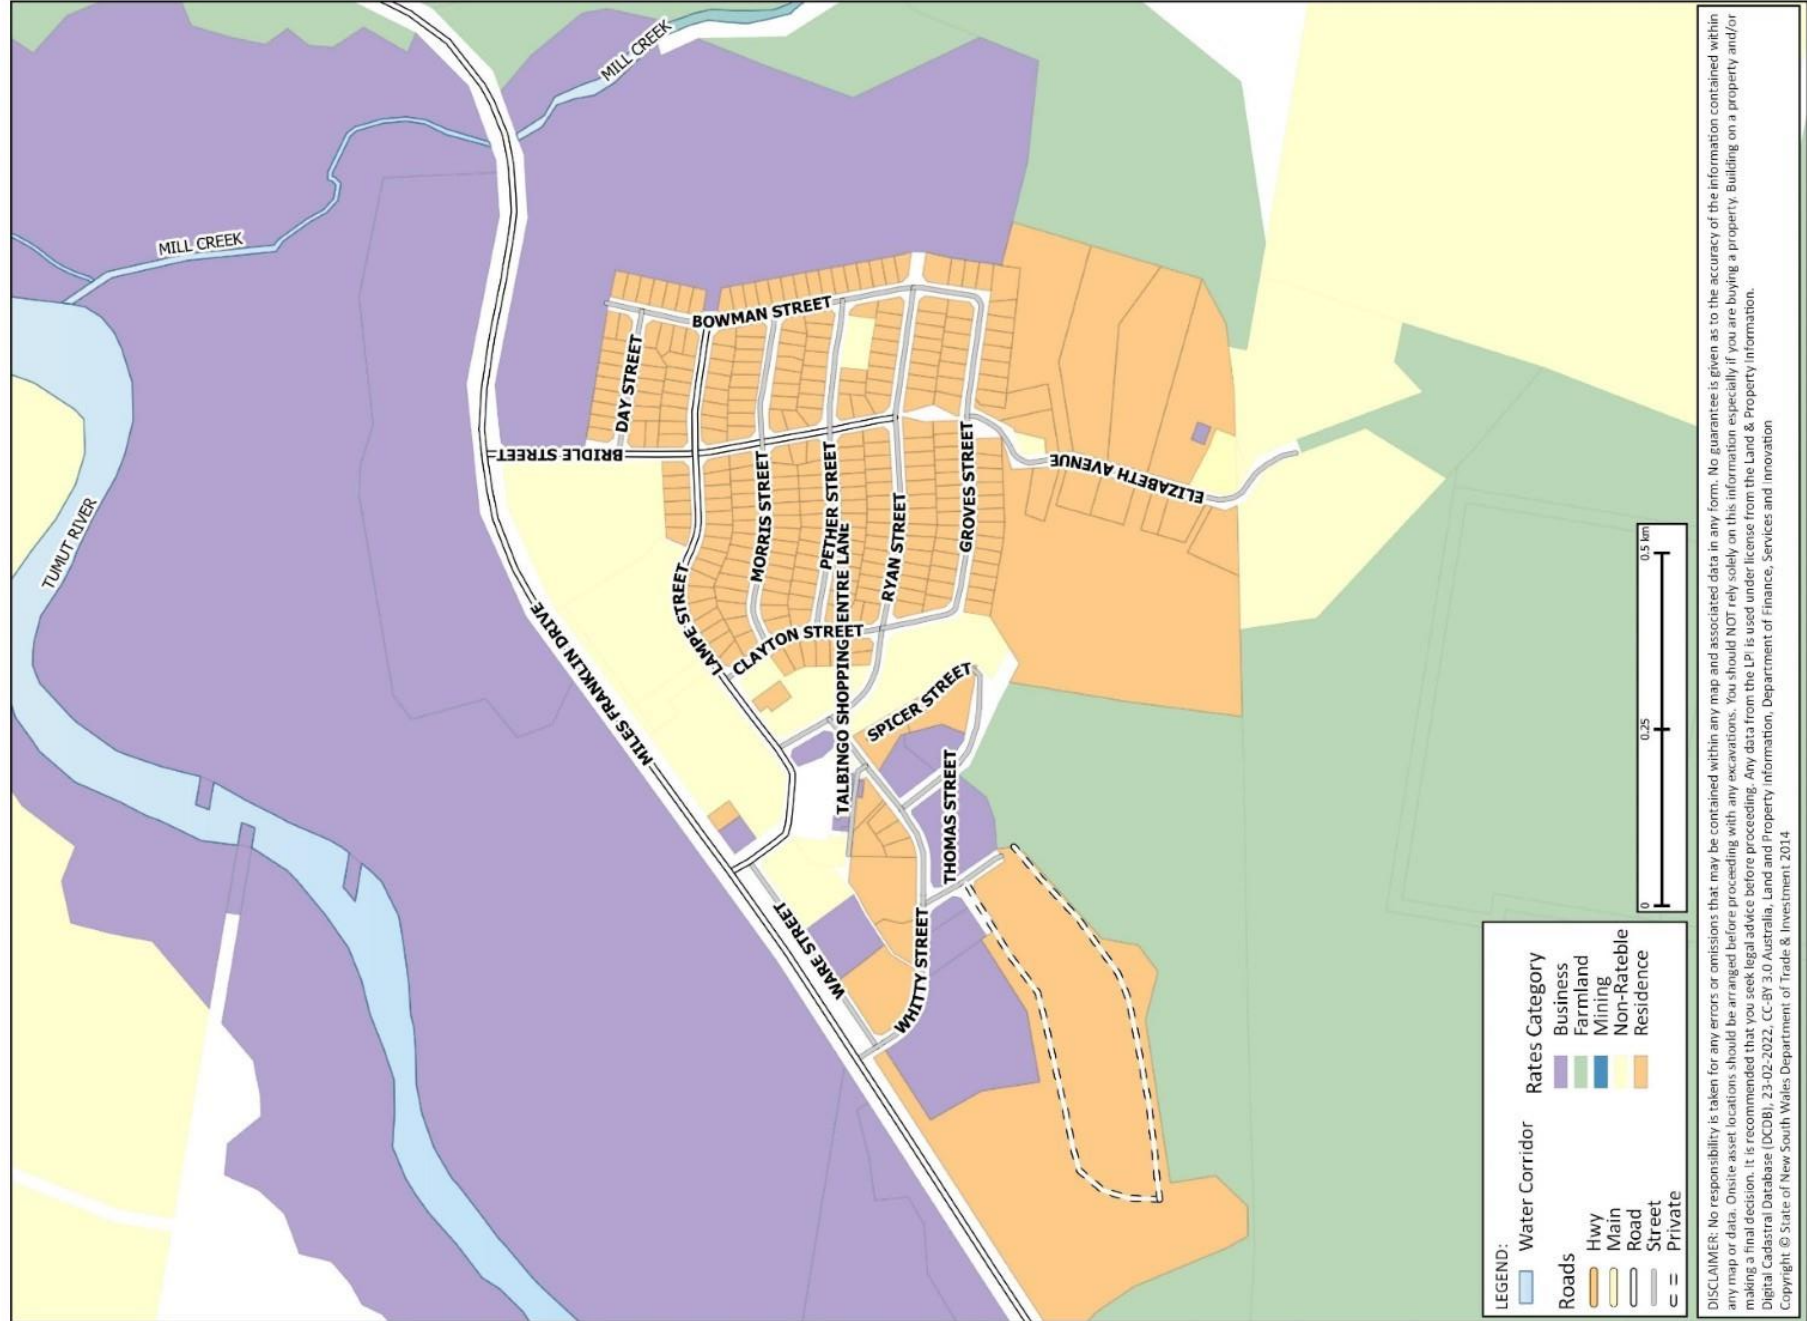 MILL CREEK
MILL CREEK
TUMUT RIVER
BOWMAN STREET
DAY STREET
BRIDLE STREET
MILES FRANKLIN DRIVE
LAMPE STREET
MORRIS STREET
PETHER STREET
TALBINGO SHOPPING CENTRE LANE
RYAN STREET
GROVES STREET
ELIZABETH AVENUE
CLAYTON STREET
SPICER STREET
THOMAS STREET
WARE STREET
WHITTY STREET
LEGEND:
Water Corridor
Roads
Hwy
Main
Road
Street
Private
Rates Category
Business
Farmland
Mining
Non-Rateble
Residence
0 0.25 0.5 km
DISCLAIMER: No responsibility is taken for any errors or omissions that may be contained within any map and associated data in any form. No guarantee is given as to the accuracy of the information contained within
any map or data. Onsite asset locations should be arranged before proceeding with any excavations. You should NOT rely solely on this information especially if you are buying a property. Building on a property and/or
making a final decision. It is recommended that you seek legal advice before proceeding. Any data from the LPI is used under license from the Land & Property Information.
Digital Cadastral Database (DCDB), 23-02-2022, CC-BY 3.0 Australia, Land and Property Information, Department of Finance, Services and Innovation
Copyright © State of New South Wales Department of Trade & Investment 2014